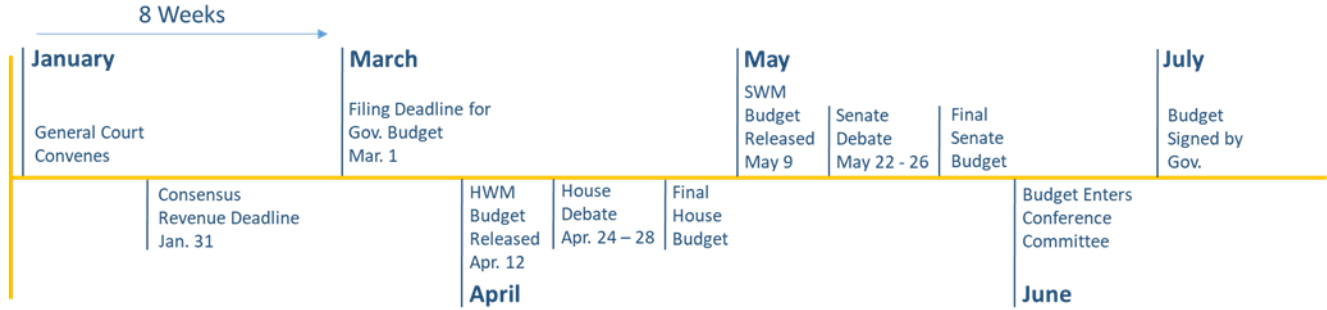 8 Weeks
January
General Court
Convenes
Consensus
Revenue Deadline
Jan. 31
March
Filing Deadline for
Gov. Budget
Mar. 1
HWM
Budget
Released
Apr. 12
April
House
Debate
Apr. 24 – 28
Final
House
Budget
May
SWM
Budget
Released
May 9
Senate
Debate
May 22 - 26
Final
Senate
Budget
Budget Enters
Conference
Committee
June
July
Budget
Signed by
Gov.